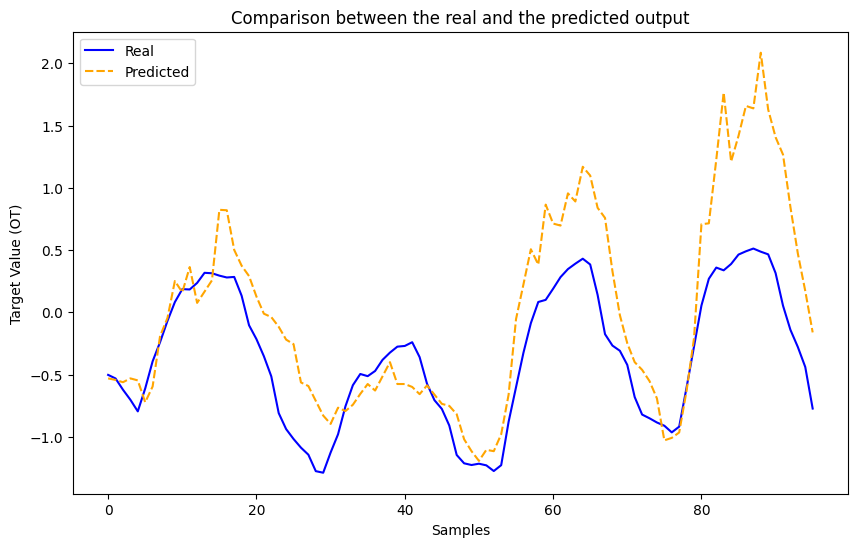 Comparison between the real and the predicted output
Real
Predicted
Target Value (OT)
2.0
1.5
1.0
0.5
0.0
−0.5
−1.0
0
20
40
60
80
Samples